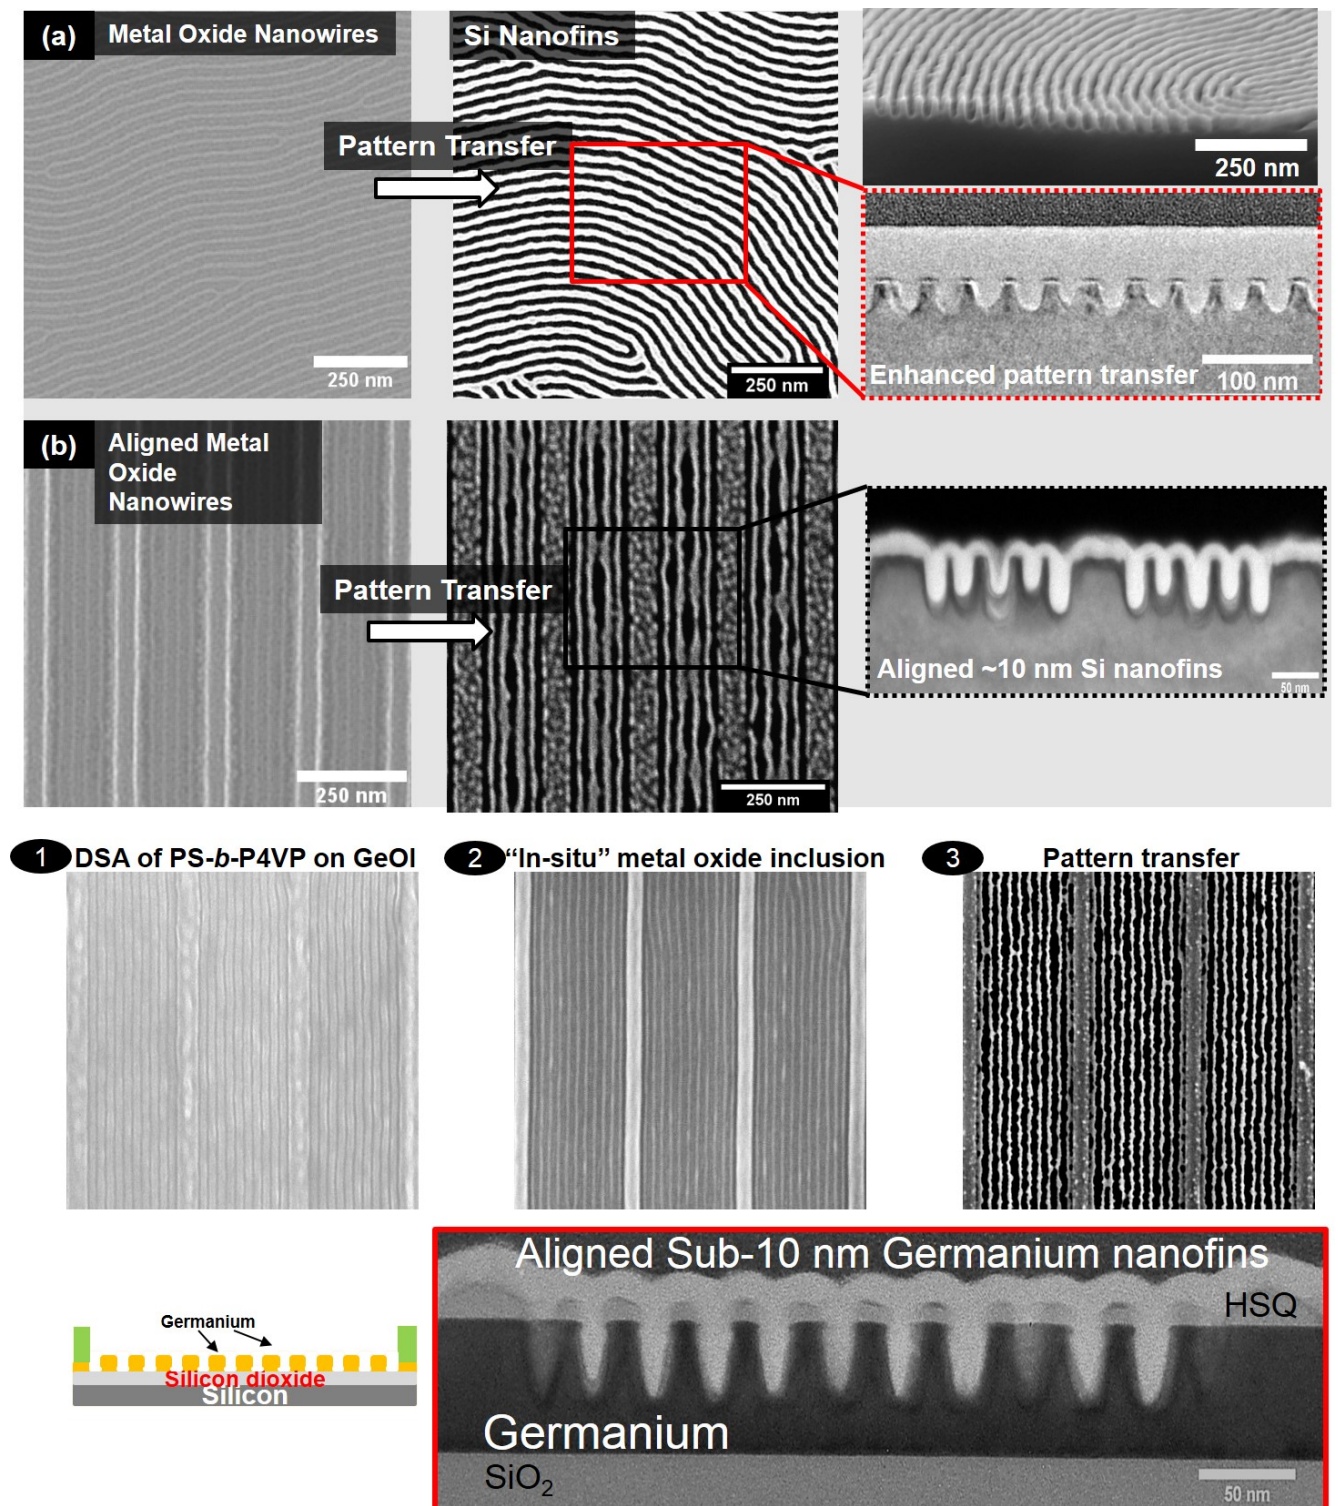 (a)
Metal Oxide Nanowires
Si Nanofins
Pattern Transfer
250 nm
250 nm
250 nm
Enhanced pattern transfer
100 nm
(b)
Aligned Metal
Oxide
Nanowires
Pattern Transfer
250 nm
250 nm
Aligned ~10 nm Si nanofins
50 nm
1 DSA of PS-b-P4VP on GeOI
2 “In-situ” metal oxide inclusion
3 Pattern transfer
Germanium
Silicon dioxide
Silicon
Aligned Sub-10 nm Germanium nanofins
HSQ
Germanium
SiO₂
50 nm